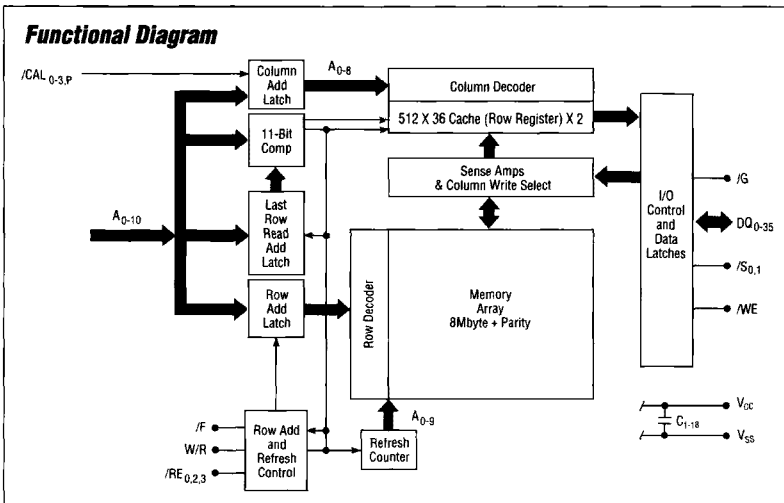 Functional Diagram
/CAL0-3,P
Column
Add
Latch
A0-8
Column Decoder
512 X 36 Cache (Row Register) X 2
11-Bit
Comp
Sense Amps
& Column Write Select
I/O
Control
and
Data
Latches
/G
DQ0-35
/S0,1
/WE
A0-10
Last
Row
Read
Add
Latch
Row
Add
Latch
Row Decoder
Memory
Array
8Mbyte + Parity
A0-9
/F
W/R
/RE0,2,3
Row Add
and
Refresh
Control
Refresh
Counter
VCC
C1-18
VSS